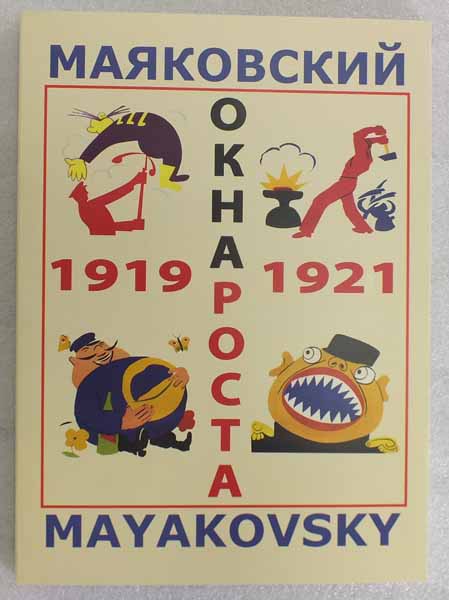 МАЯКОВСКИЙ
ОКНА РОСТА
1919 1921
MAYAKOVSKY